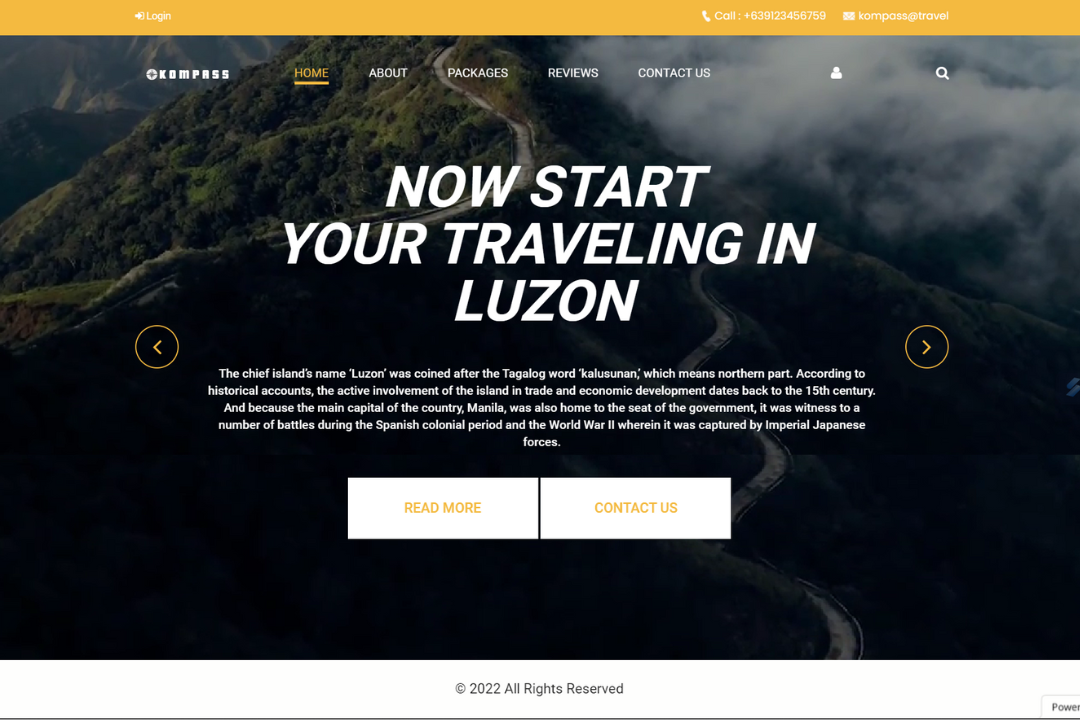 Login
Call : +639123456759 kompass@travel
KOMPASS HOME ABOUT PACKAGES REVIEWS CONTACT US
NOW START
YOUR TRAVELING IN
LUZON
The chief island's name ‘Luzon’ was coined after the Tagalog word ‘kalusunan,’ which means northern part. According to
historical accounts, the active involvement of the island in trade and economic development dates back to the 15th century.
And because the main capital of the country, Manila, was also home to the seat of the government, it was witness to a
number of battles during the Spanish colonial period and the World War II wherein it was captured by Imperial Japanese
forces.
READ MORE CONTACT US
© 2022 All Rights Reserved